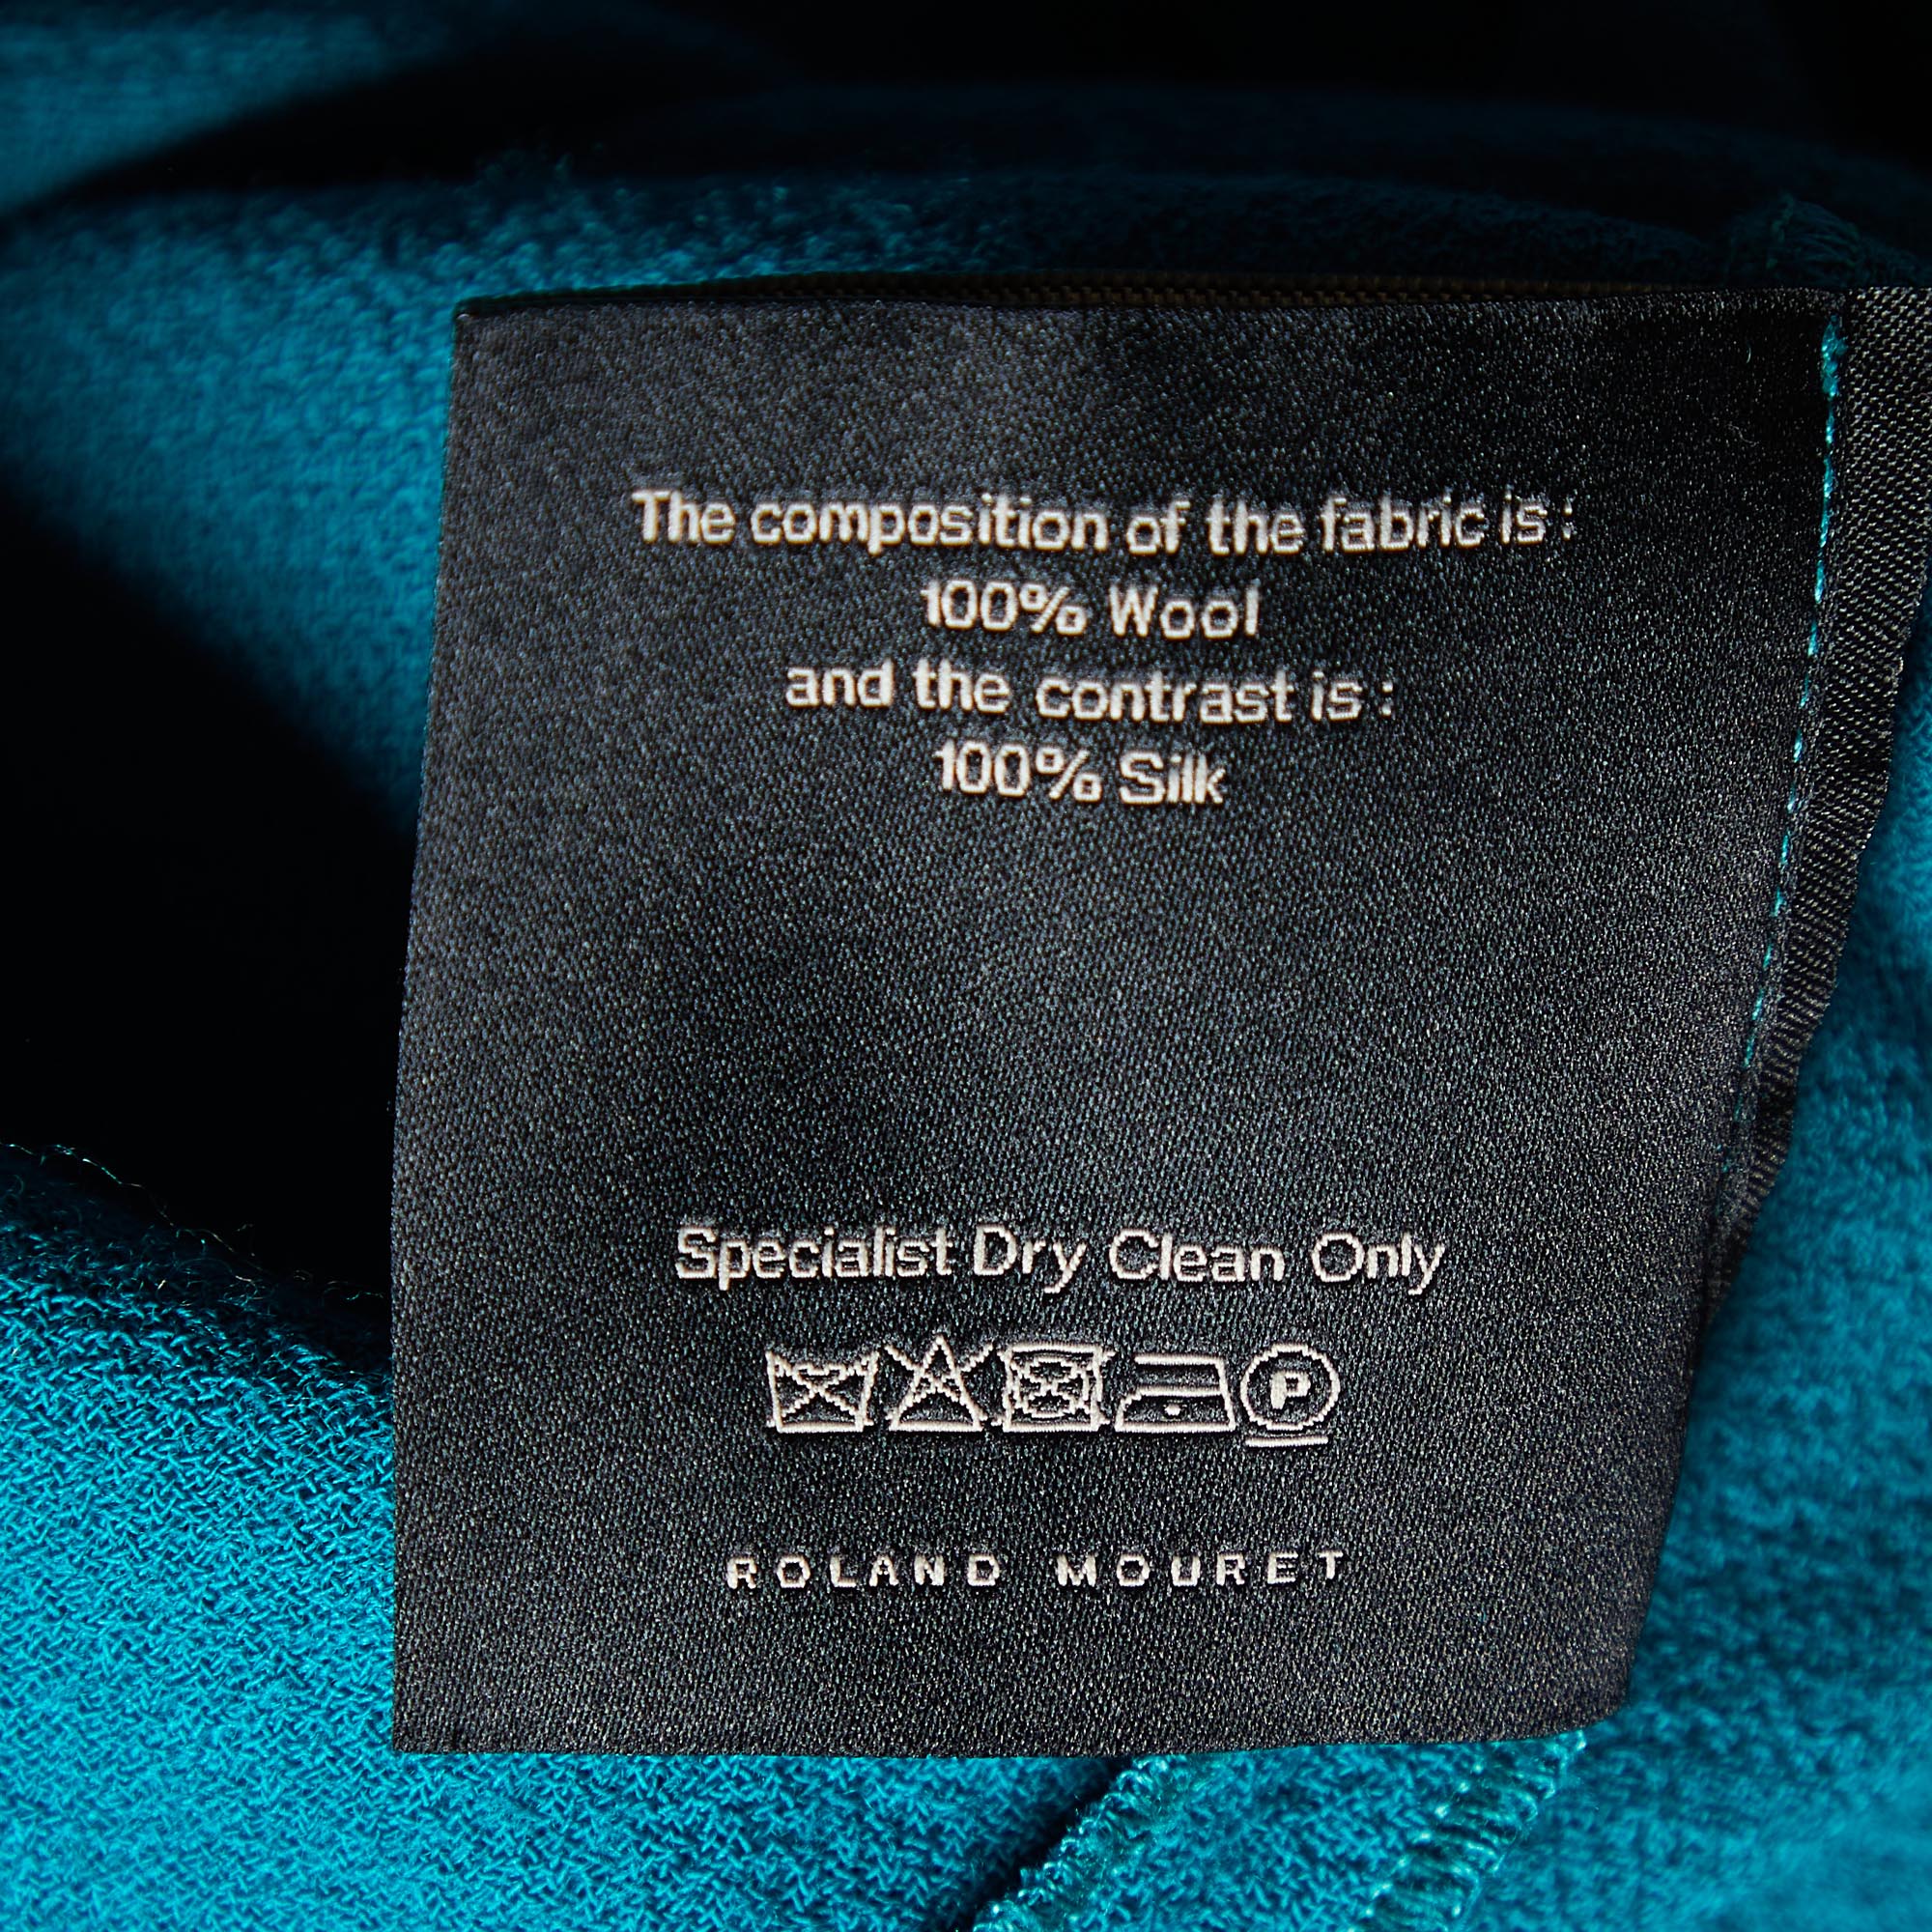 The composition of the fabric is :
100% Wool
and the contrast is :
100% Silk
Specialist Dry Clean Only
P
ROLAND MOURET